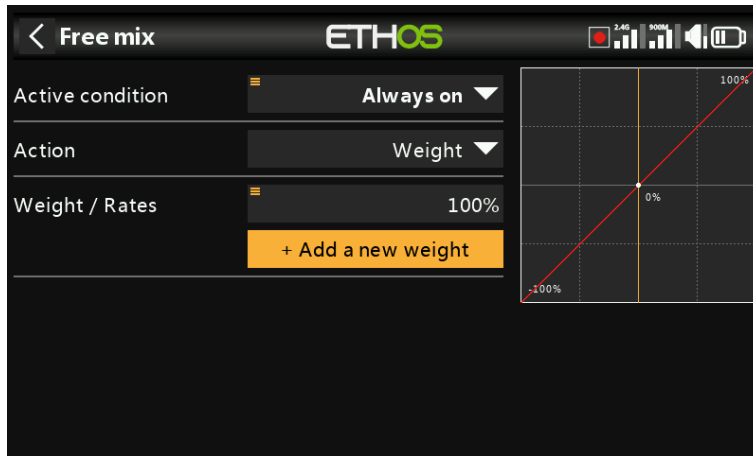 Free mix
ETHOS
2.4G
900M
Active condition
Always on
Action
Weight
Weight / Rates
100%
+ Add a new weight
100%
0%
-100%